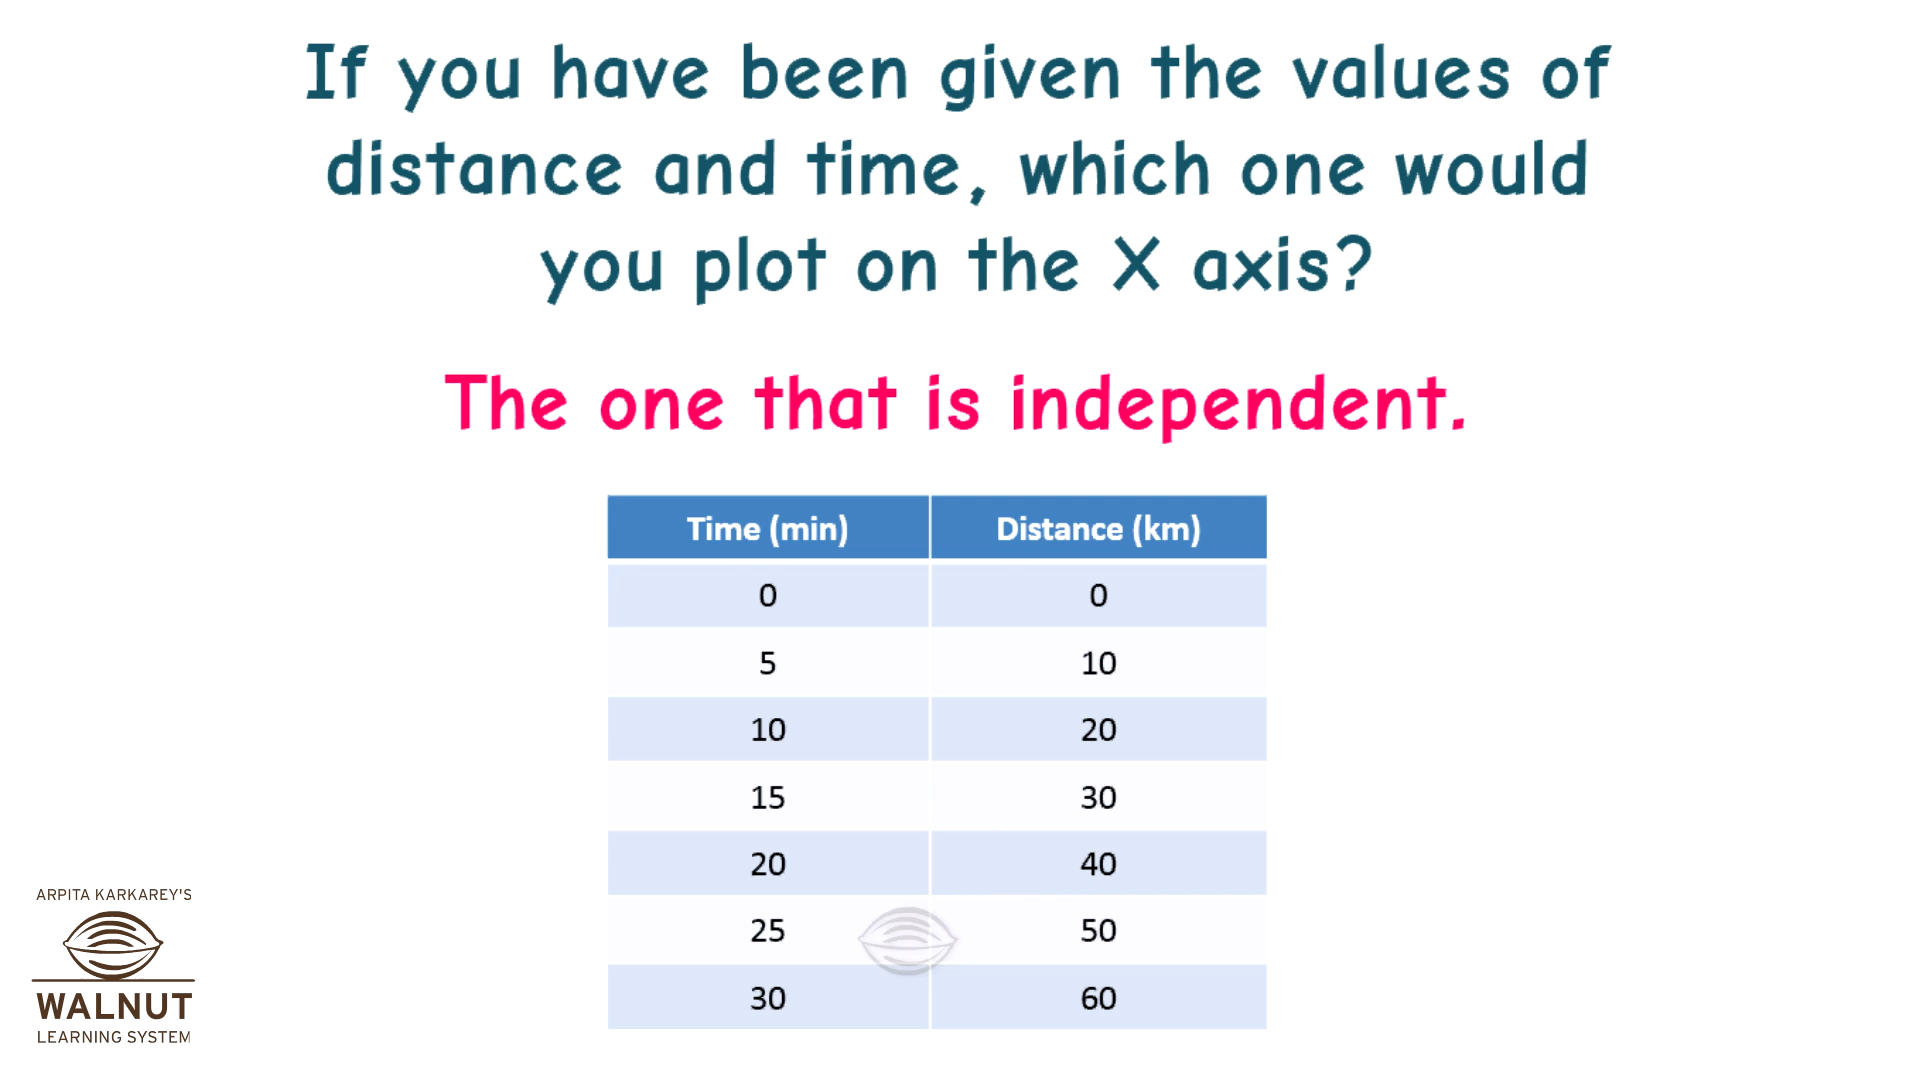 If you have been given the values of
distance and time, which one would
you plot on the X axis?
The one that is independent.
Time (min) Distance (km)
0 0
5 10
10 20
15 30
20 40
25 50
30 60
ARPITA KARKAREY'S
WALNUT
LEARNING SYSTEM